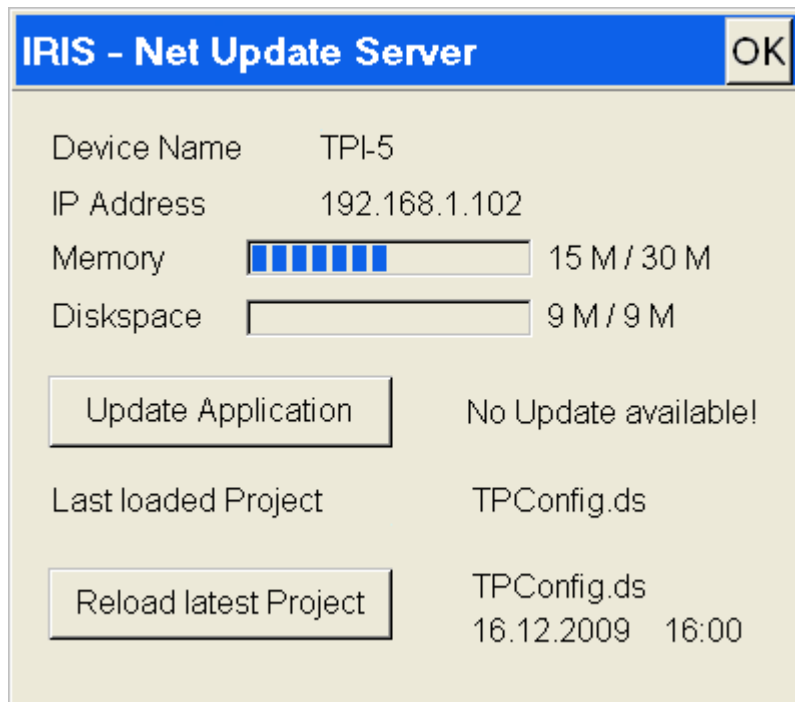 IRIS - Net Update Server OK
Device Name TPI-5
IP Address 192.168.1.102
Memory 15 M / 30 M
Diskspace 9 M / 9 M
Update Application No Update available!
Last loaded Project TPConfig.ds
Reload latest Project TPConfig.ds
16.12.2009 16:00